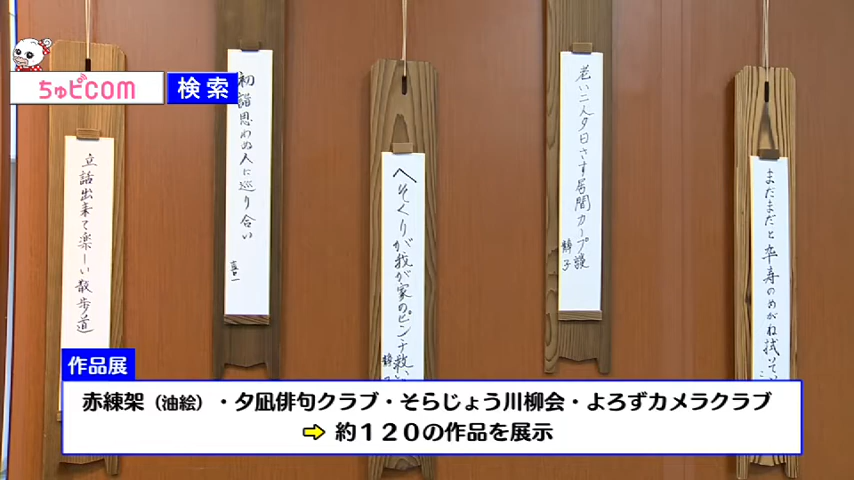 ちゅピCOM 検索
立話出来て楽しい散歩道
初詣思わぬ人に巡り合い
喜一
へそくりが我が家のピンチ救い
静子
老い二人夕日さす居間カープ談
静子
まだまだと卒寿のめがね拭いて
作品展
赤練架(油絵)・夕凪俳句クラブ・そらじょう川柳会・よろずカメラクラブ
⇨ 約120の作品を展示